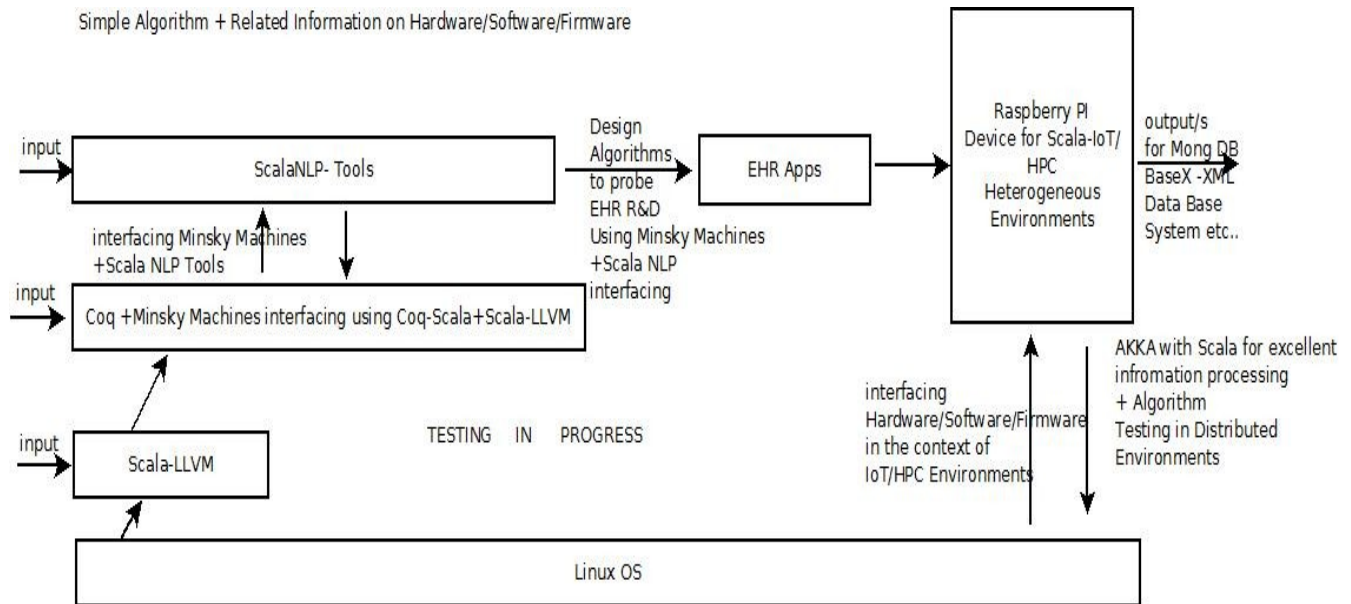 Simple Algorithm + Related Information on Hardware/Software/Firmware
input
ScalaNLP- Tools
Design
Algorithms
to probe
EHR R&D
Using Minsky Machines
+Scala NLP
interfacing
EHR Apps
Raspberry PI
Device for Scala-IoT/
HPC
Heterogeneous
Environments
output/s
for Mong DB
BaseX -XML
Data Base
System etc..
interfacing Minsky Machines
+Scala NLP Tools
input
Coq +Minsky Machines interfacing using Coq-Scala+Scala-LLVM
input
Scala-LLVM
TESTING IN PROGRESS
interfacing
Hardware/Software/Firmware
in the context of
IoT/HPC Environments
AKKA with Scala for excellent
infromation processing
+ Algorithm
Testing in Distributed
Environments
Linux OS